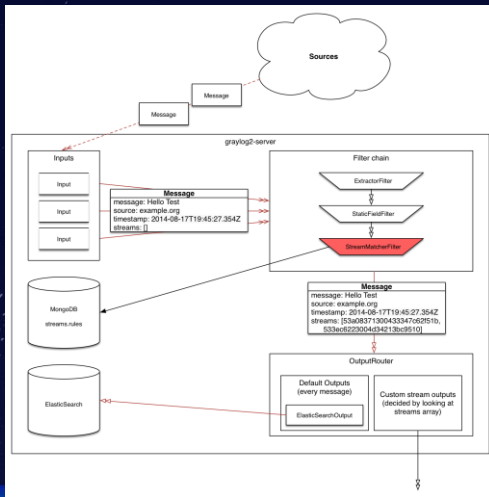 Sources
Message
Message
graylog2-server
Inputs
Input
Input
Input
Message
message: Hello Test
source: example.org
timestamp: 2014-08-17T19:45:27.354Z
streams: []
Filter chain
ExtractorFilter
StaticFieldFilter
StreamMatcherFilter
MongoDB
streams.rules
Message
message: Hello Test
source: example.org
timestamp: 2014-08-17T19:45:27.354Z
streams: [53a08371300433347c62f51b,
533ec6223004d34213bc9510]
OutputRouter
Default Outputs
(every message)
ElasticSearchOutput
Custom stream outputs
(decided by looking at
streams array)
ElasticSearch